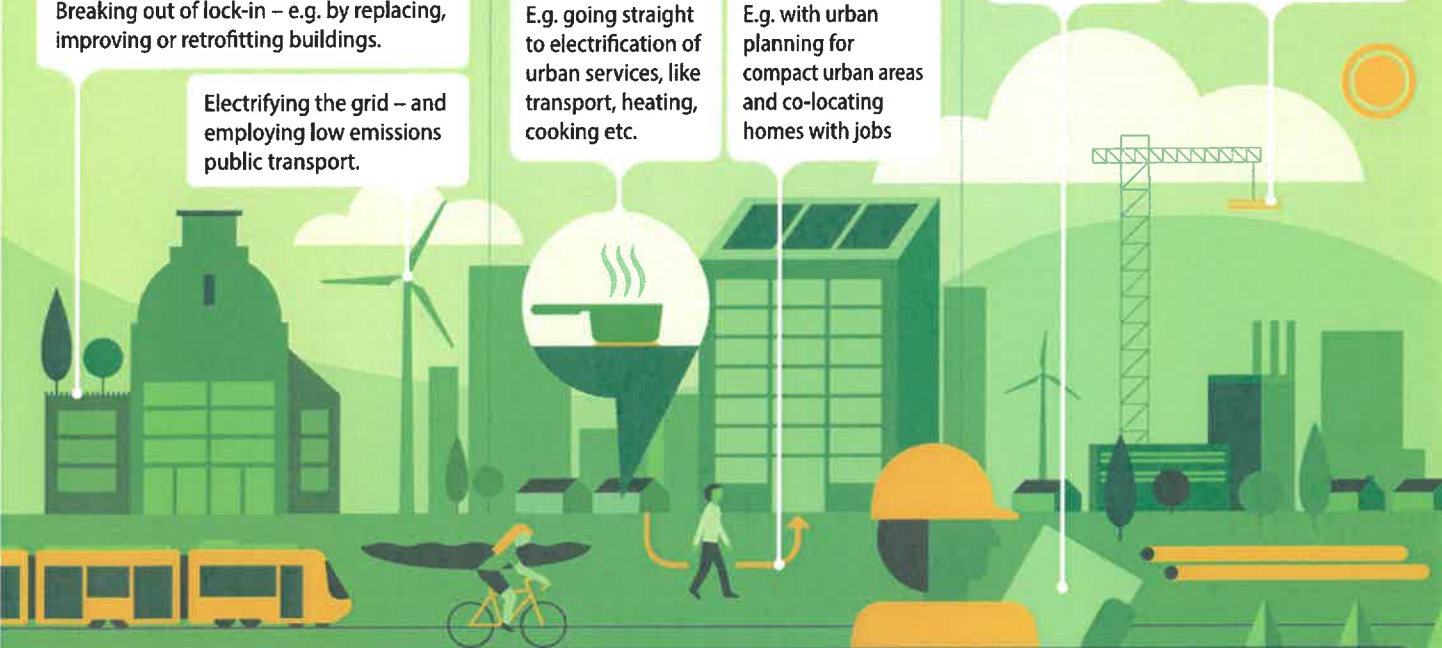 Breaking out of lock-in – e.g. by replacing,
improving or retrofitting buildings.
Electrifying the grid – and
employing low emissions
public transport.
E.g. going straight
to electrification of
urban services, like
transport, heating,
cooking etc.
E.g. with urban
planning for
compact urban areas
and co-locating
homes with jobs